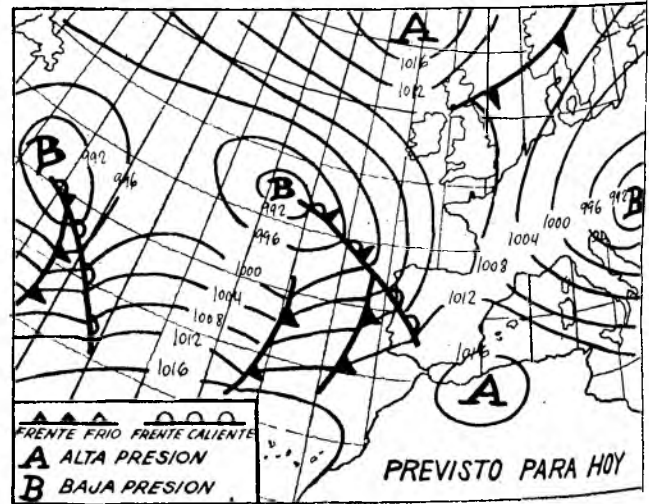 A
1016
1012
B
992
996
B
992
996
1000
1004
1008
1012
1016
992
B
996
1000
1004
1008
1012
1016
A
FRENTE FRIO FRENTE CALIENTE
A ALTA PRESION
B BAJA PRESION
PREVISTO PARA HOY